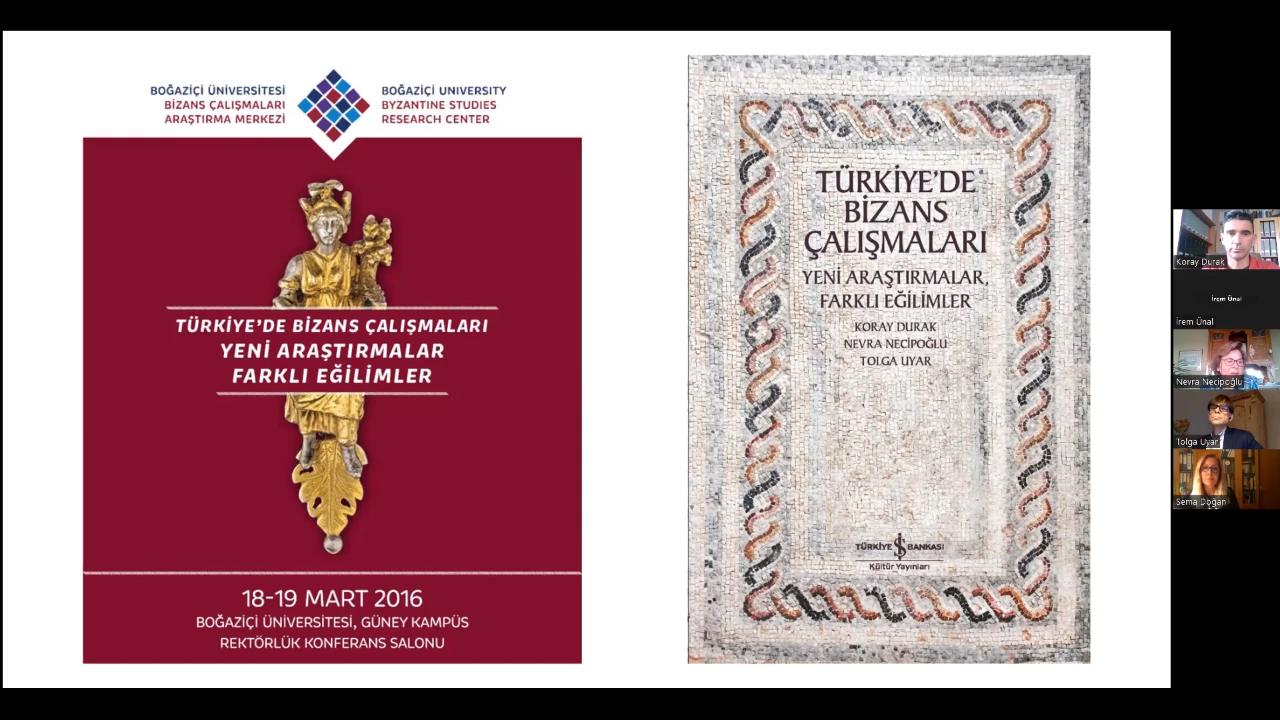 BOĞAZİÇİ ÜNİVERSİTESİ
BİZANS ÇALIŞMALARI
ARAŞTIRMA MERKEZİ
BOĞAZİÇİ UNIVERSITY
BYZANTINE STUDIES
RESEARCH CENTER
TÜRKİYE'DE BİZANS ÇALIŞMALARI
YENİ ARAŞTIRMALAR
FARKLI EĞİLİMLER
18-19 MART 2016
BOĞAZİÇİ ÜNİVERSİTESİ, GÜNEY KAMPÜS
REKTÖRLÜK KONFERANS SALONU
TÜRKİYE'DE
BİZANS
ÇALIŞMALARI
YENİ ARAŞTIRMALAR,
FARKLI EĞİLİMLER
KORAY DURAK
NEVRA NECİPOĞLU
TOLGA UYAR
TÜRKİYE İŞ BANKASI
Kültür Yayınları
Koray Durak
İrem Ünal
İrem Ünal
Nevra Necipoğlu
Tolga Uyar
Sema Doğan